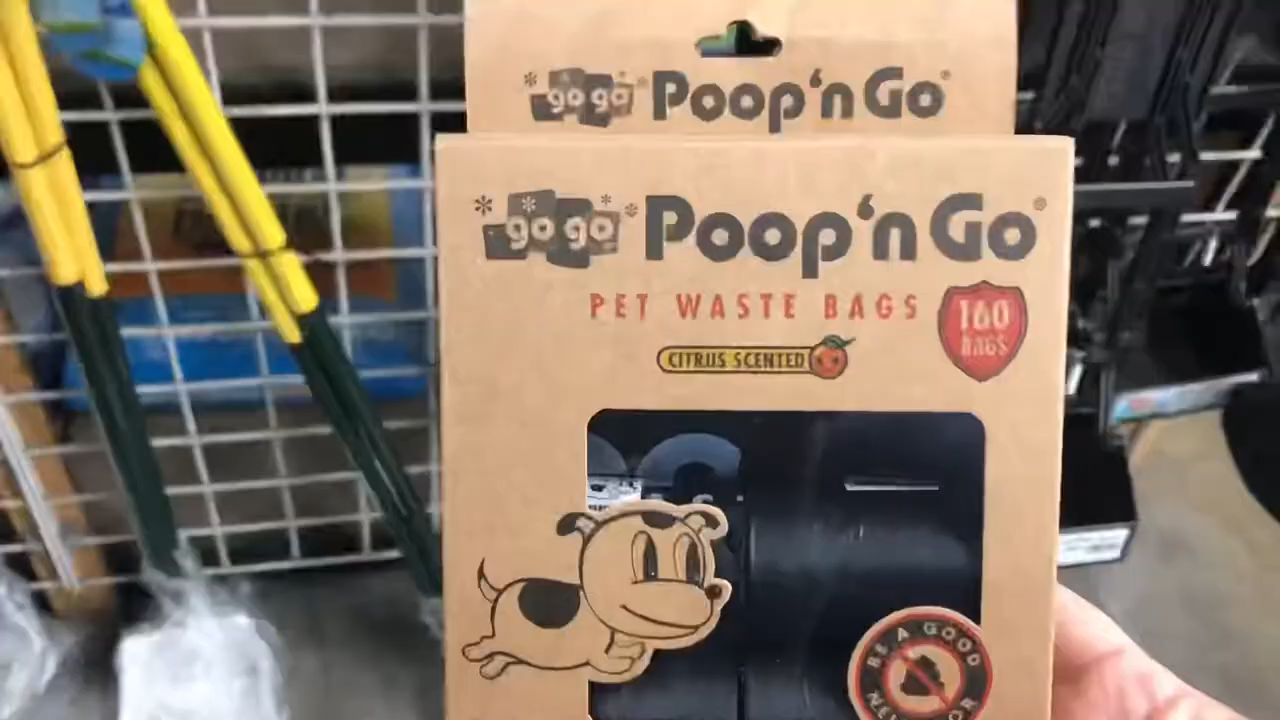 gogo Poop'n Go®
gogo Poop'n Go®
PET WASTE BAGS
160
BAGS
CITRUS SCENTED
BE A GOOD